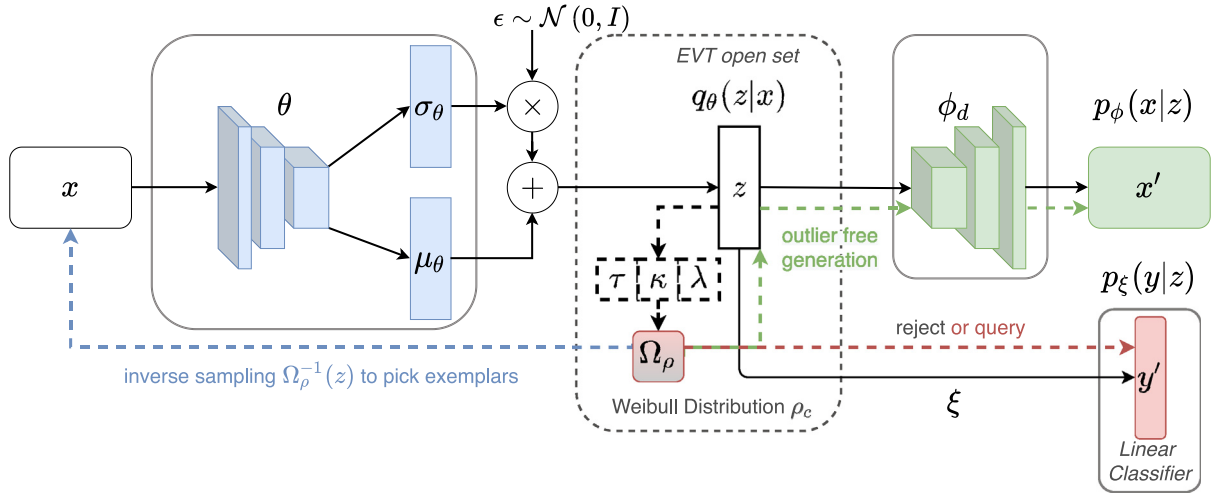 ϵ ∼ 𝒩 (0, I)
EVT open set
θ
σ_θ
×
q_θ(z|x)
ϕ_d
p_ϕ(x|z)
x
+
z
x′
μ_θ
outlier free
generation
τ κ λ
p_ξ(y|z)
reject or query
Ω_ρ
inverse sampling Ω_ρ^{-1}(z) to pick exemplars
y′
Weibull Distribution ρ_c
ξ
Linear
Classifier